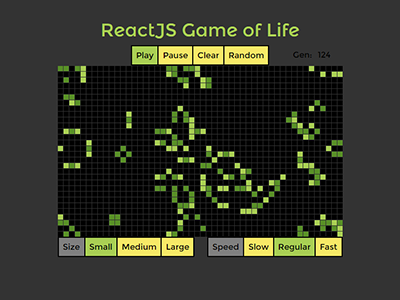 ReactJS Game of Life
Play Pause Clear Random Gen: 124
Size Small Medium Large Speed Slow Regular Fast